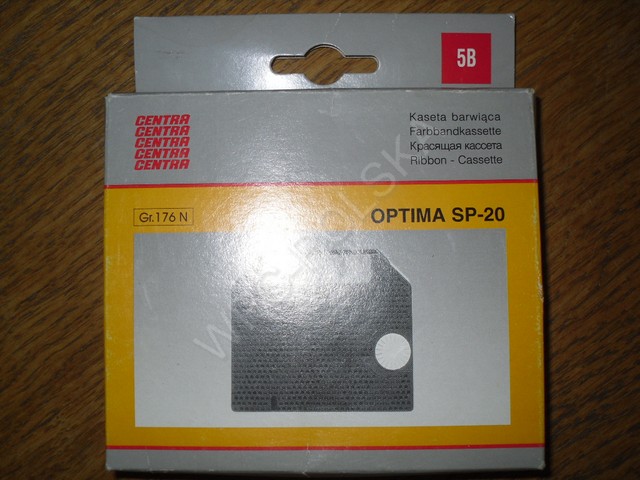 5B
CENTRA
CENTRA
CENTRA
CENTRA
CENTRA
Kaseta barwiąca
Farbbandkassette
Красящая кассета
Ribbon - Cassette
Gr.176 N
OPTIMA SP-20